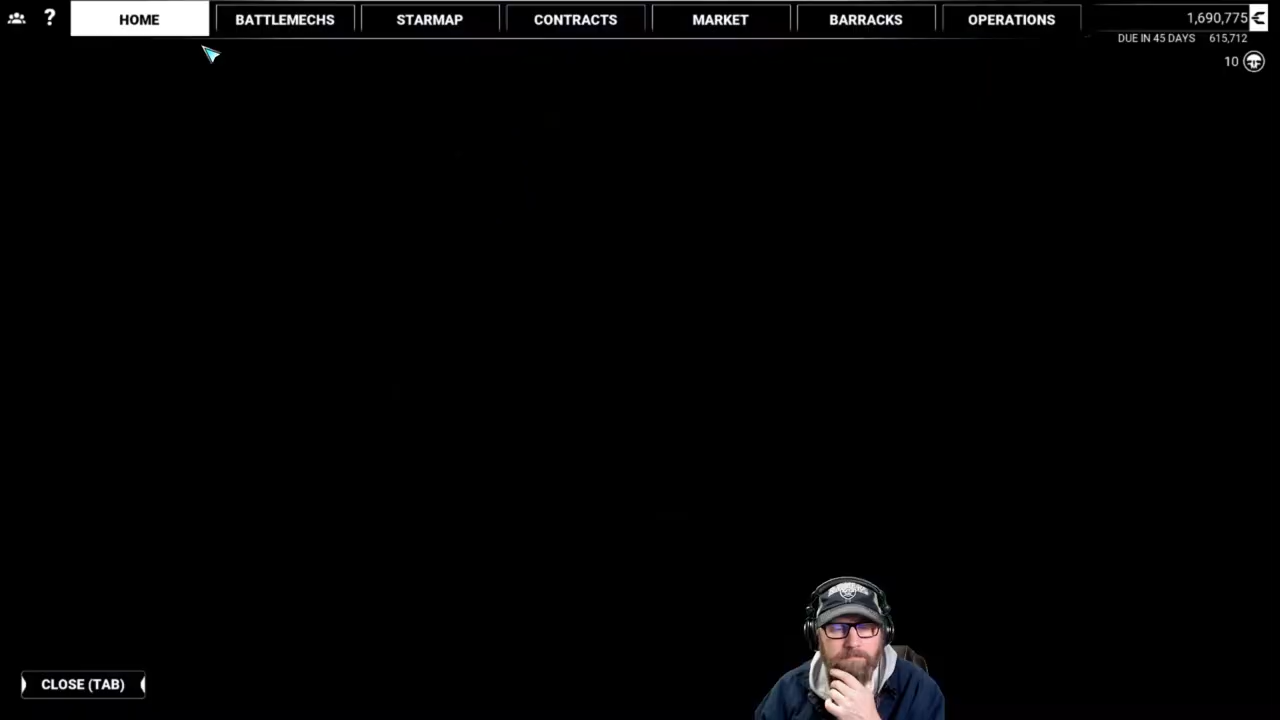 ?
HOME
BATTLEMECHS
STARMAP
CONTRACTS
MARKET
BARRACKS
OPERATIONS
1,690,775
DUE IN 45 DAYS 615,712
10
CLOSE (TAB)